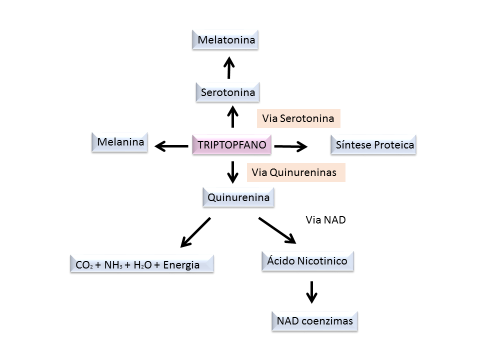 Melatonina
Serotonina
Via Serotonina
Melanina
TRIPTOPFANO
Síntese Proteica
Via Quinureninas
Quinurenina
Via NAD
CO₂ + NH₃ + H₂O + Energia
Ácido Nicotinico
NAD coenzimas